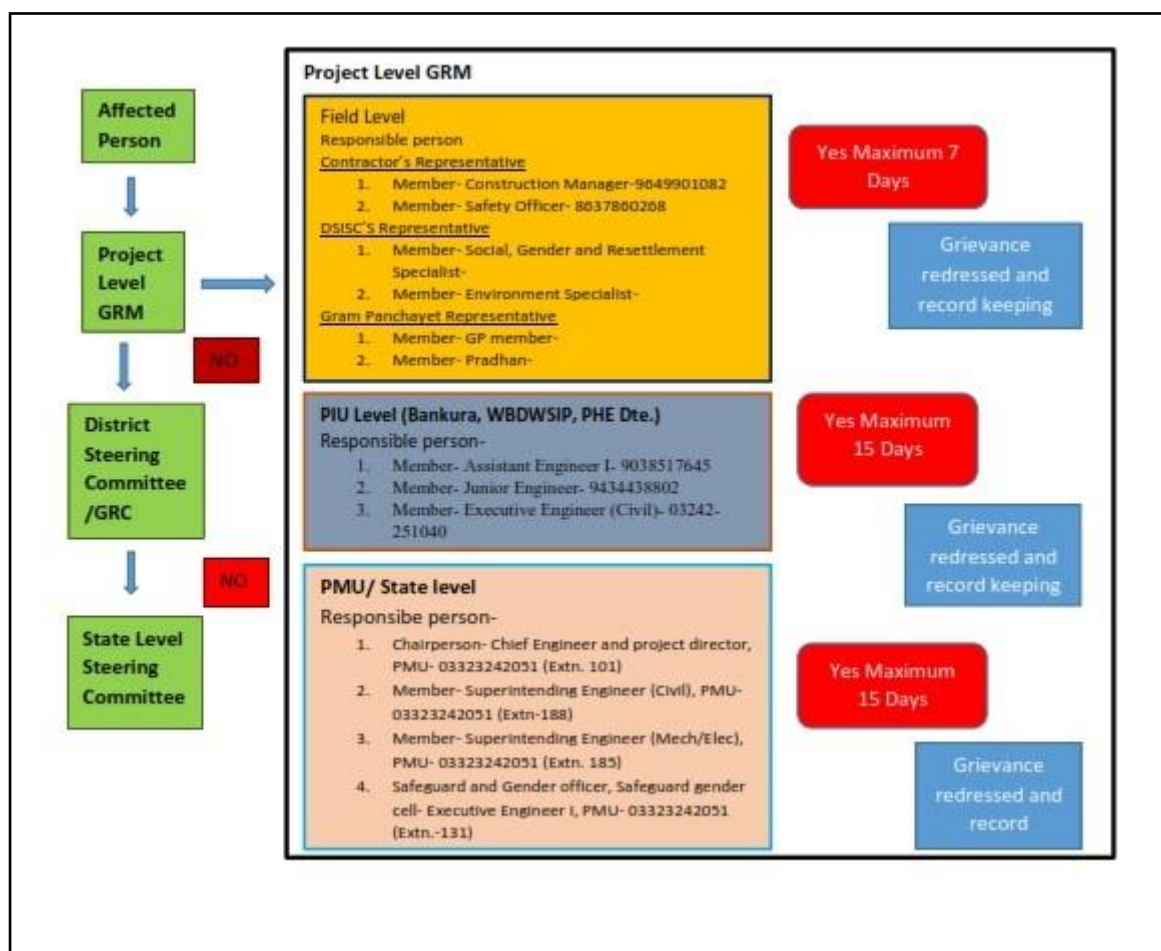 Affected
Person
Project
Level
GRM
NO
District
Steering
Committee
/GRC
NO
State Level
Steering
Committee
Project Level GRM
Field Level
Responsible person
Contractor's Representative
1. Member- Construction Manager-9649901082
2. Member- Safety Officer- 8637860268
DSISC'S Representative
1. Member- Social, Gender and Resettlement
Specialist-
2. Member- Environment Specialist-
Gram Panchayet Representative
1. Member- GP member-
2. Member- Pradhan-
Yes Maximum 7
Days
Grievance
redressed and
record keeping
PIU Level (Bankura, WBDWSIP, PHE Dte.)
Responsible person-
1. Member- Assistant Engineer I- 9038517645
2. Member- Junior Engineer- 9434438802
3. Member- Executive Engineer (Civil)- 03242-
251040
Yes Maximum
15 Days
Grievance
redressed and
record keeping
PMU/ State level
Responsibe person-
1. Chairperson- Chief Engineer and project director,
PMU- 03323242051 (Extn. 101)
2. Member- Superintending Engineer (Civil), PMU-
03323242051 (Extn-188)
3. Member- Superintending Engineer (Mech/Elec),
PMU- 03323242051 (Extn. 185)
4. Safeguard and Gender officer, Safeguard gender
cell- Executive Engineer I, PMU- 03323242051
(Extn.-131)
Yes Maximum
15 Days
Grievance
redressed and
record